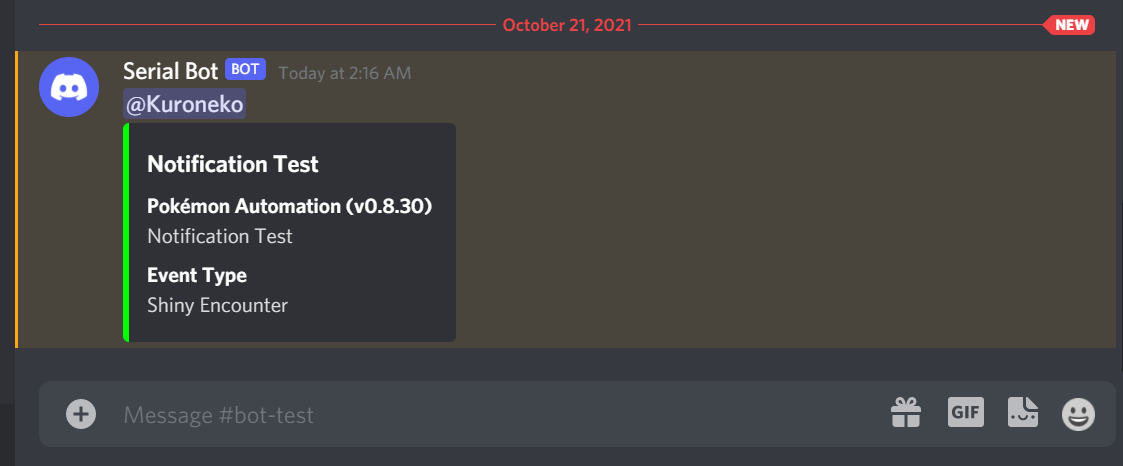 October 21, 2021
NEW
Serial Bot BOT Today at 2:16 AM
@Kuroneko
Notification Test
Pokémon Automation (v0.8.30)
Notification Test
Event Type
Shiny Encounter
Message #bot-test
GIF